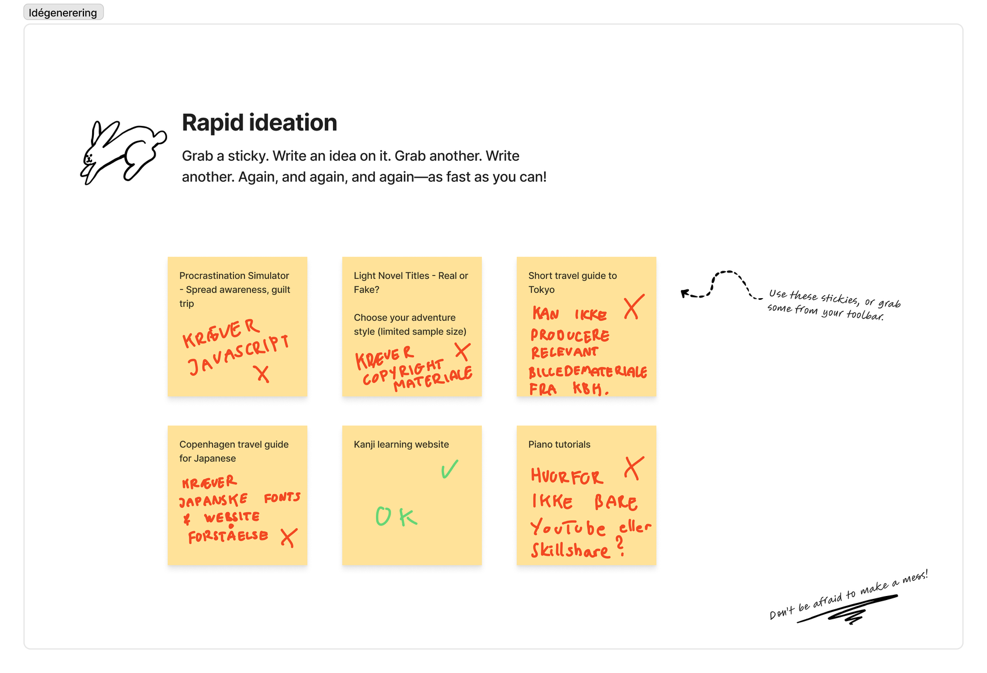 Idégenerering
Rapid ideation
Grab a sticky. Write an idea on it. Grab another. Write
another. Again, and again, and again—as fast as you can!
Procrastination Simulator
- Spread awareness, guilt
trip
KRÆVER
JAVASCRIPT
X
Light Novel Titles - Real or
Fake?
Choose your adventure
style (limited sample size)
KRÆVER X
COPYRIGHT
MATERIALE
Short travel guide to
Tokyo
KAN IKKE X
PRODUCERE
RELEVANT
BILLEDEMATERIALE
FRA KBH.
Use these stickies, or grab
some from your toolbar.
Copenhagen travel guide
for Japanese
KRÆVER
JAPANSKE FONTS
& WEBSITE
FORSTÅELSE X
Kanji learning website
✓
OK
Piano tutorials
HVORFOR X
IKKE BARE
YouTube eller
Skillshare?
Don't be afraid to make a mess!